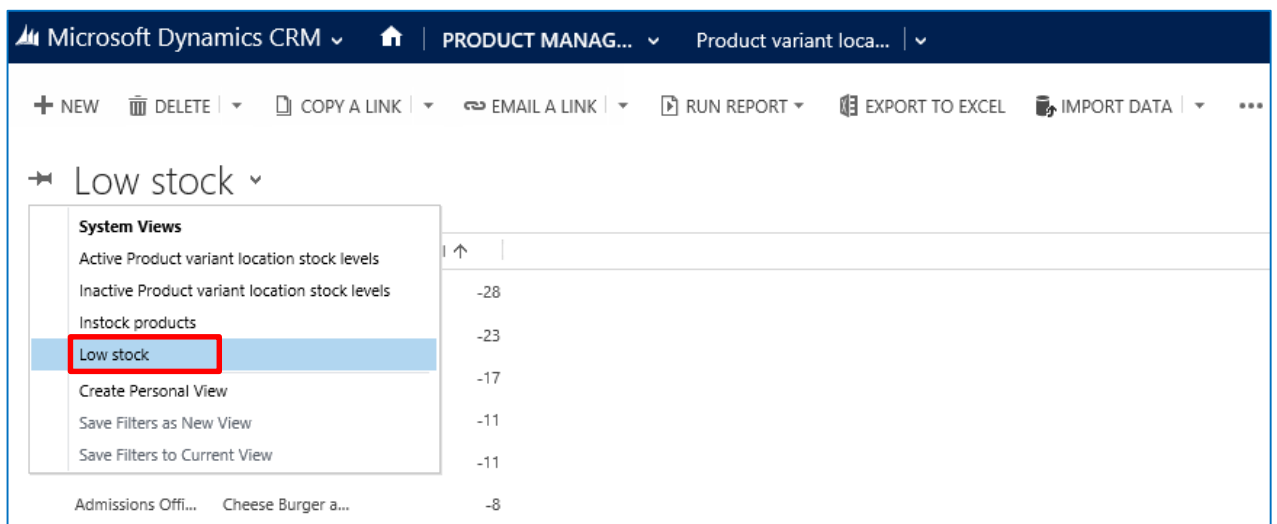 Microsoft Dynamics CRM PRODUCT MANAG... Product variant loca...
NEW DELETE COPY A LINK EMAIL A LINK RUN REPORT EXPORT TO EXCEL IMPORT DATA ...
Low stock
System Views
Active Product variant location stock levels
Inactive Product variant location stock levels
-28
Instock products
-23
Low stock
-17
Create Personal View
Save Filters as New View
-11
Save Filters to Current View
-11
Admissions Offi... Cheese Burger a... -8